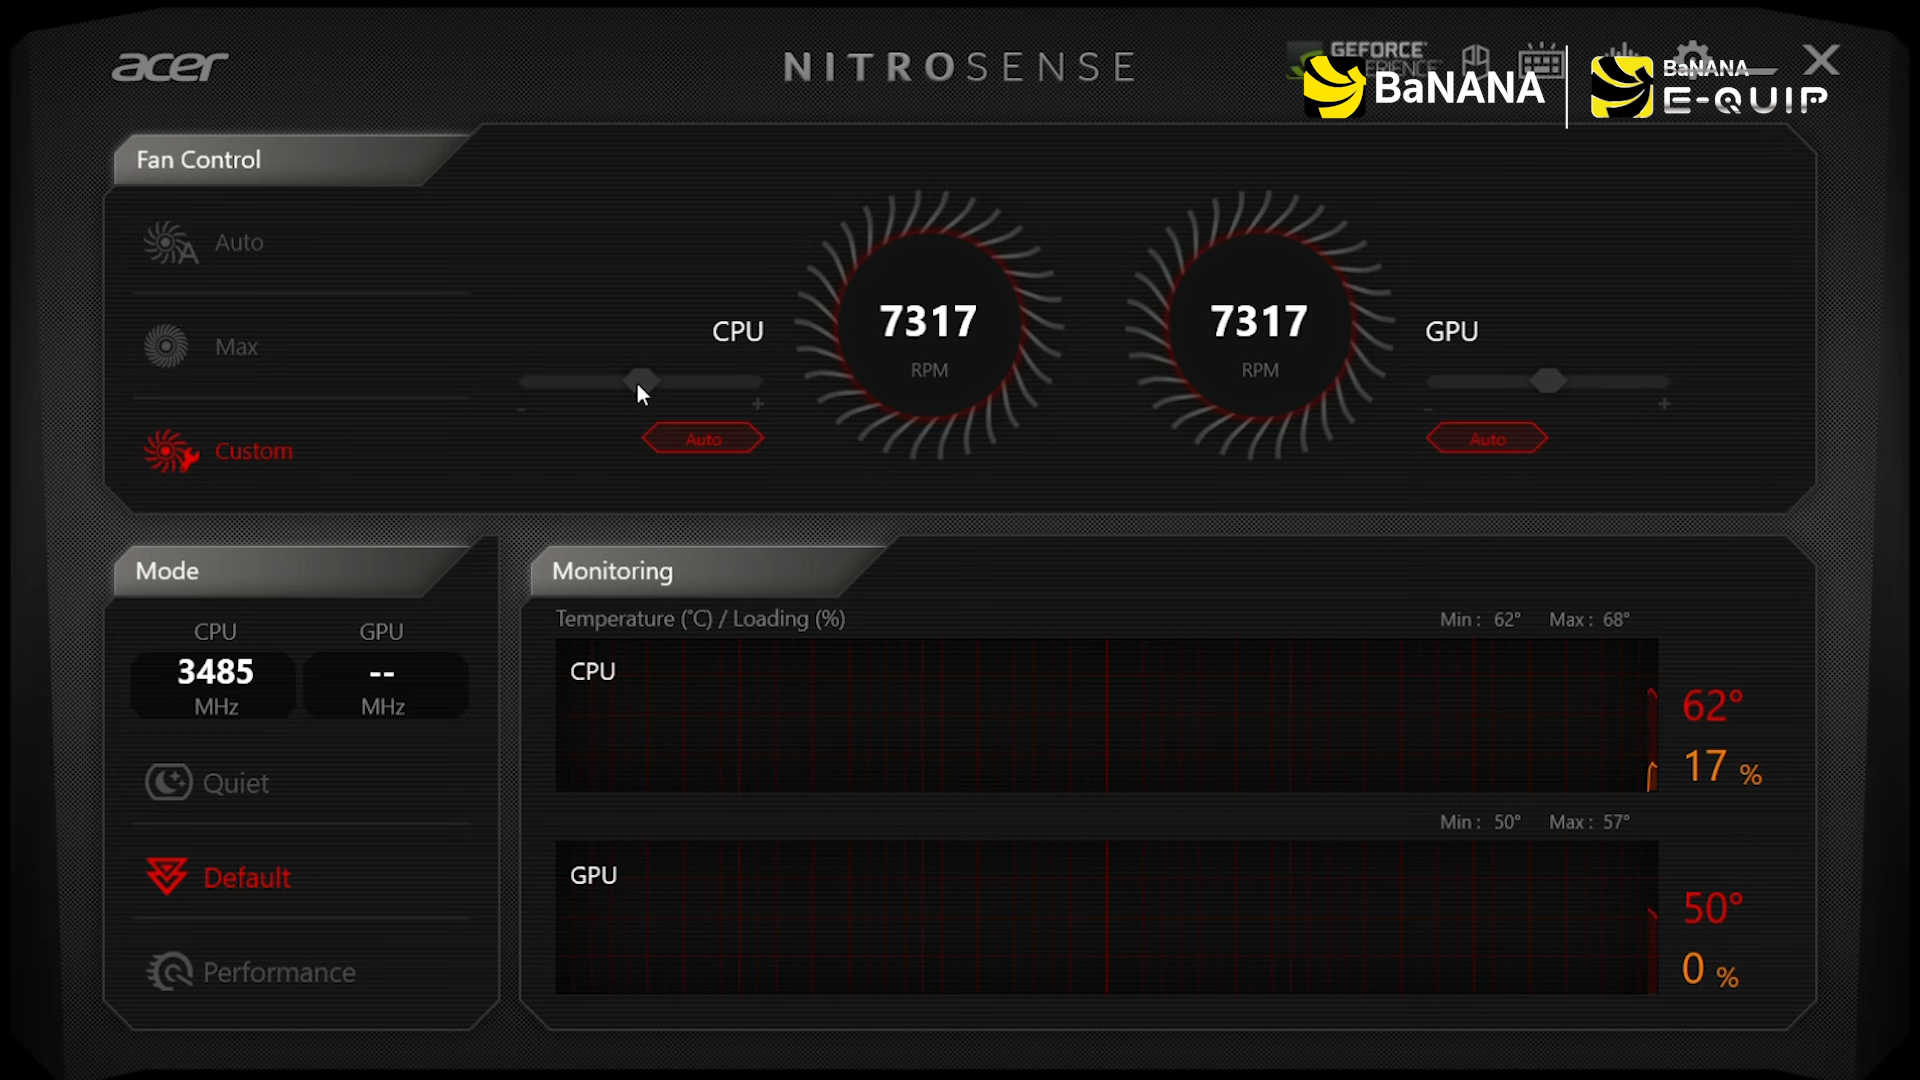 acer
NITROSENSE
GEFORCE
BaNANA
BaNANA
E-QUIP
Fan Control
Auto
Max
Custom
CPU
7317
RPM
- +
Auto
7317
RPM
GPU
- +
Auto
Mode
CPU GPU
3485 --
MHz MHz
Quiet
Default
Performance
Monitoring
Temperature (°C) / Loading (%)
Min : 62° Max : 68°
CPU
62°
17 %
Min : 50° Max : 57°
GPU
50°
0 %